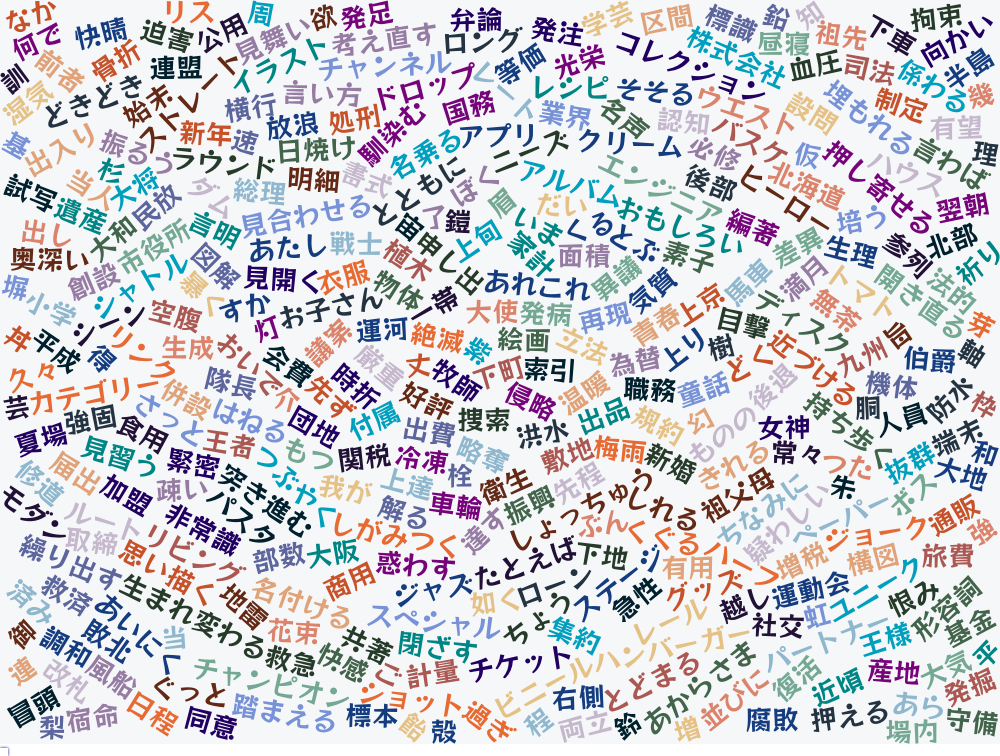 なか
リス
周
欲
発足
弁論
発注
学芸
区間
標識
鉛
知
祖先
下車
拘束
向かい
何で
快晴
迫害
公用
見舞い
考え直す
ロング
等価
光栄
コレクション
株式会社
昼寝
血圧
司法
係わる
半島
幾
訓
前者
骨折
連盟
イラスト
チャンネル
レシピ
そそる
ウエスト
設問
埋もれる
制定
有望
湿気
どきどき
始末
ストレート
横行
言い方
ドロップ
国務
業界
名声
認知
バスケ
仮
押し寄せる
ハウス
言わば
理
基
出入り
振るう
新年
速
放浪
処刑
馴染む
アプリ
ニーズ
クリーム
必修
ヒーロー
北海道
杉
ラウンド
日焼け
名乗る
ともに
ぼく
エンジニア
後部
翌朝
試写
遺産
当人
大将
ダム
総理
明細
書式
と宙
了
鎧
盾
アルバム
だい
おもしろい
編著
培う
北部
出し
大和
民放
言明
見合わせる
申し出
上旬
いま
くる
とぶ
素子
差異
生理
参列
祈り
奥深い
創設
市役所
図解
あたし
戦士
植木
家計
面積
異議
馬車
満月
トマト
開き直る
法的
塀
小学
シャトル
暴く
見開く
衣服
物体
一帯
あれこれ
気質
上京
ディスク
無茶
歯
芽
丼
平成
シーン
得
空腹
すか
灯
お子さん
運河
絶滅
紫
大使
発病
再現
青春
目撃
近づける
九州
伯爵
軸
久々
カテゴリー
リンク
生成
おいで
会費
議案
厳重
丈
牧師
下町
絵画
索引
立法
為替
上り
樹
どく
機体
芸
強固
併設
隊長
介
先ず
時折
好評
侵略
温暖
職務
童話
後退
胴
人員
防水
枠
夏場
食用
さっと
はねる
団地
付属
出費
捜索
洪水
出品
規約
幻
ものの
女神
持ち歩く
端末
和
見習う
緊密
王者
つぶやく
もつ
関税
冷凍
略奪
栓
敷地
梅雨
新婚
きれる
常々
つた
抜群
大地
修道
届出
加盟
疎い
突き進む
我が
上達
車輪
衛生
先程
しょっちゅう
しれる
祖父母
朱
ボス
モダン
ルート
非常識
パスタ
しがみつく
解る
達す
振興
ぶんぐ
くぐる
ちなみに
疑わしい
ペーパー
ジョーク
通販
強
繰り出す
取締
リビング
部数
大阪
惑わす
たとえば
下地
有用
増税
構図
旅費
済み
救済
思い描く
地雷
名付ける
商用
ジャズ
如く
ローン
ステージ
急性
グッズ
越し
運動会
ユニーク
恨み
形容詞
御
調和
敗北
あいにく
生まれ変わる
当
花束
共著
スペシャル
ちょう
集約
レール
社交
虹
パートナー
王様
基金
連
改札
風船
チャンピオン
救急
快感
閉ざす
ご計量
チケット
ビニール
ハンバーガー
とどまる
あからさま
復活
近頃
産地
大気
平
発掘
冒頭
梨
宿命
日程
ぐっと
同意
踏まえる
標本
ショット
飴
殻
過ぎ
程
右側
両立
鈴
増
並びに
腐敗
押える
あら
場内
守備